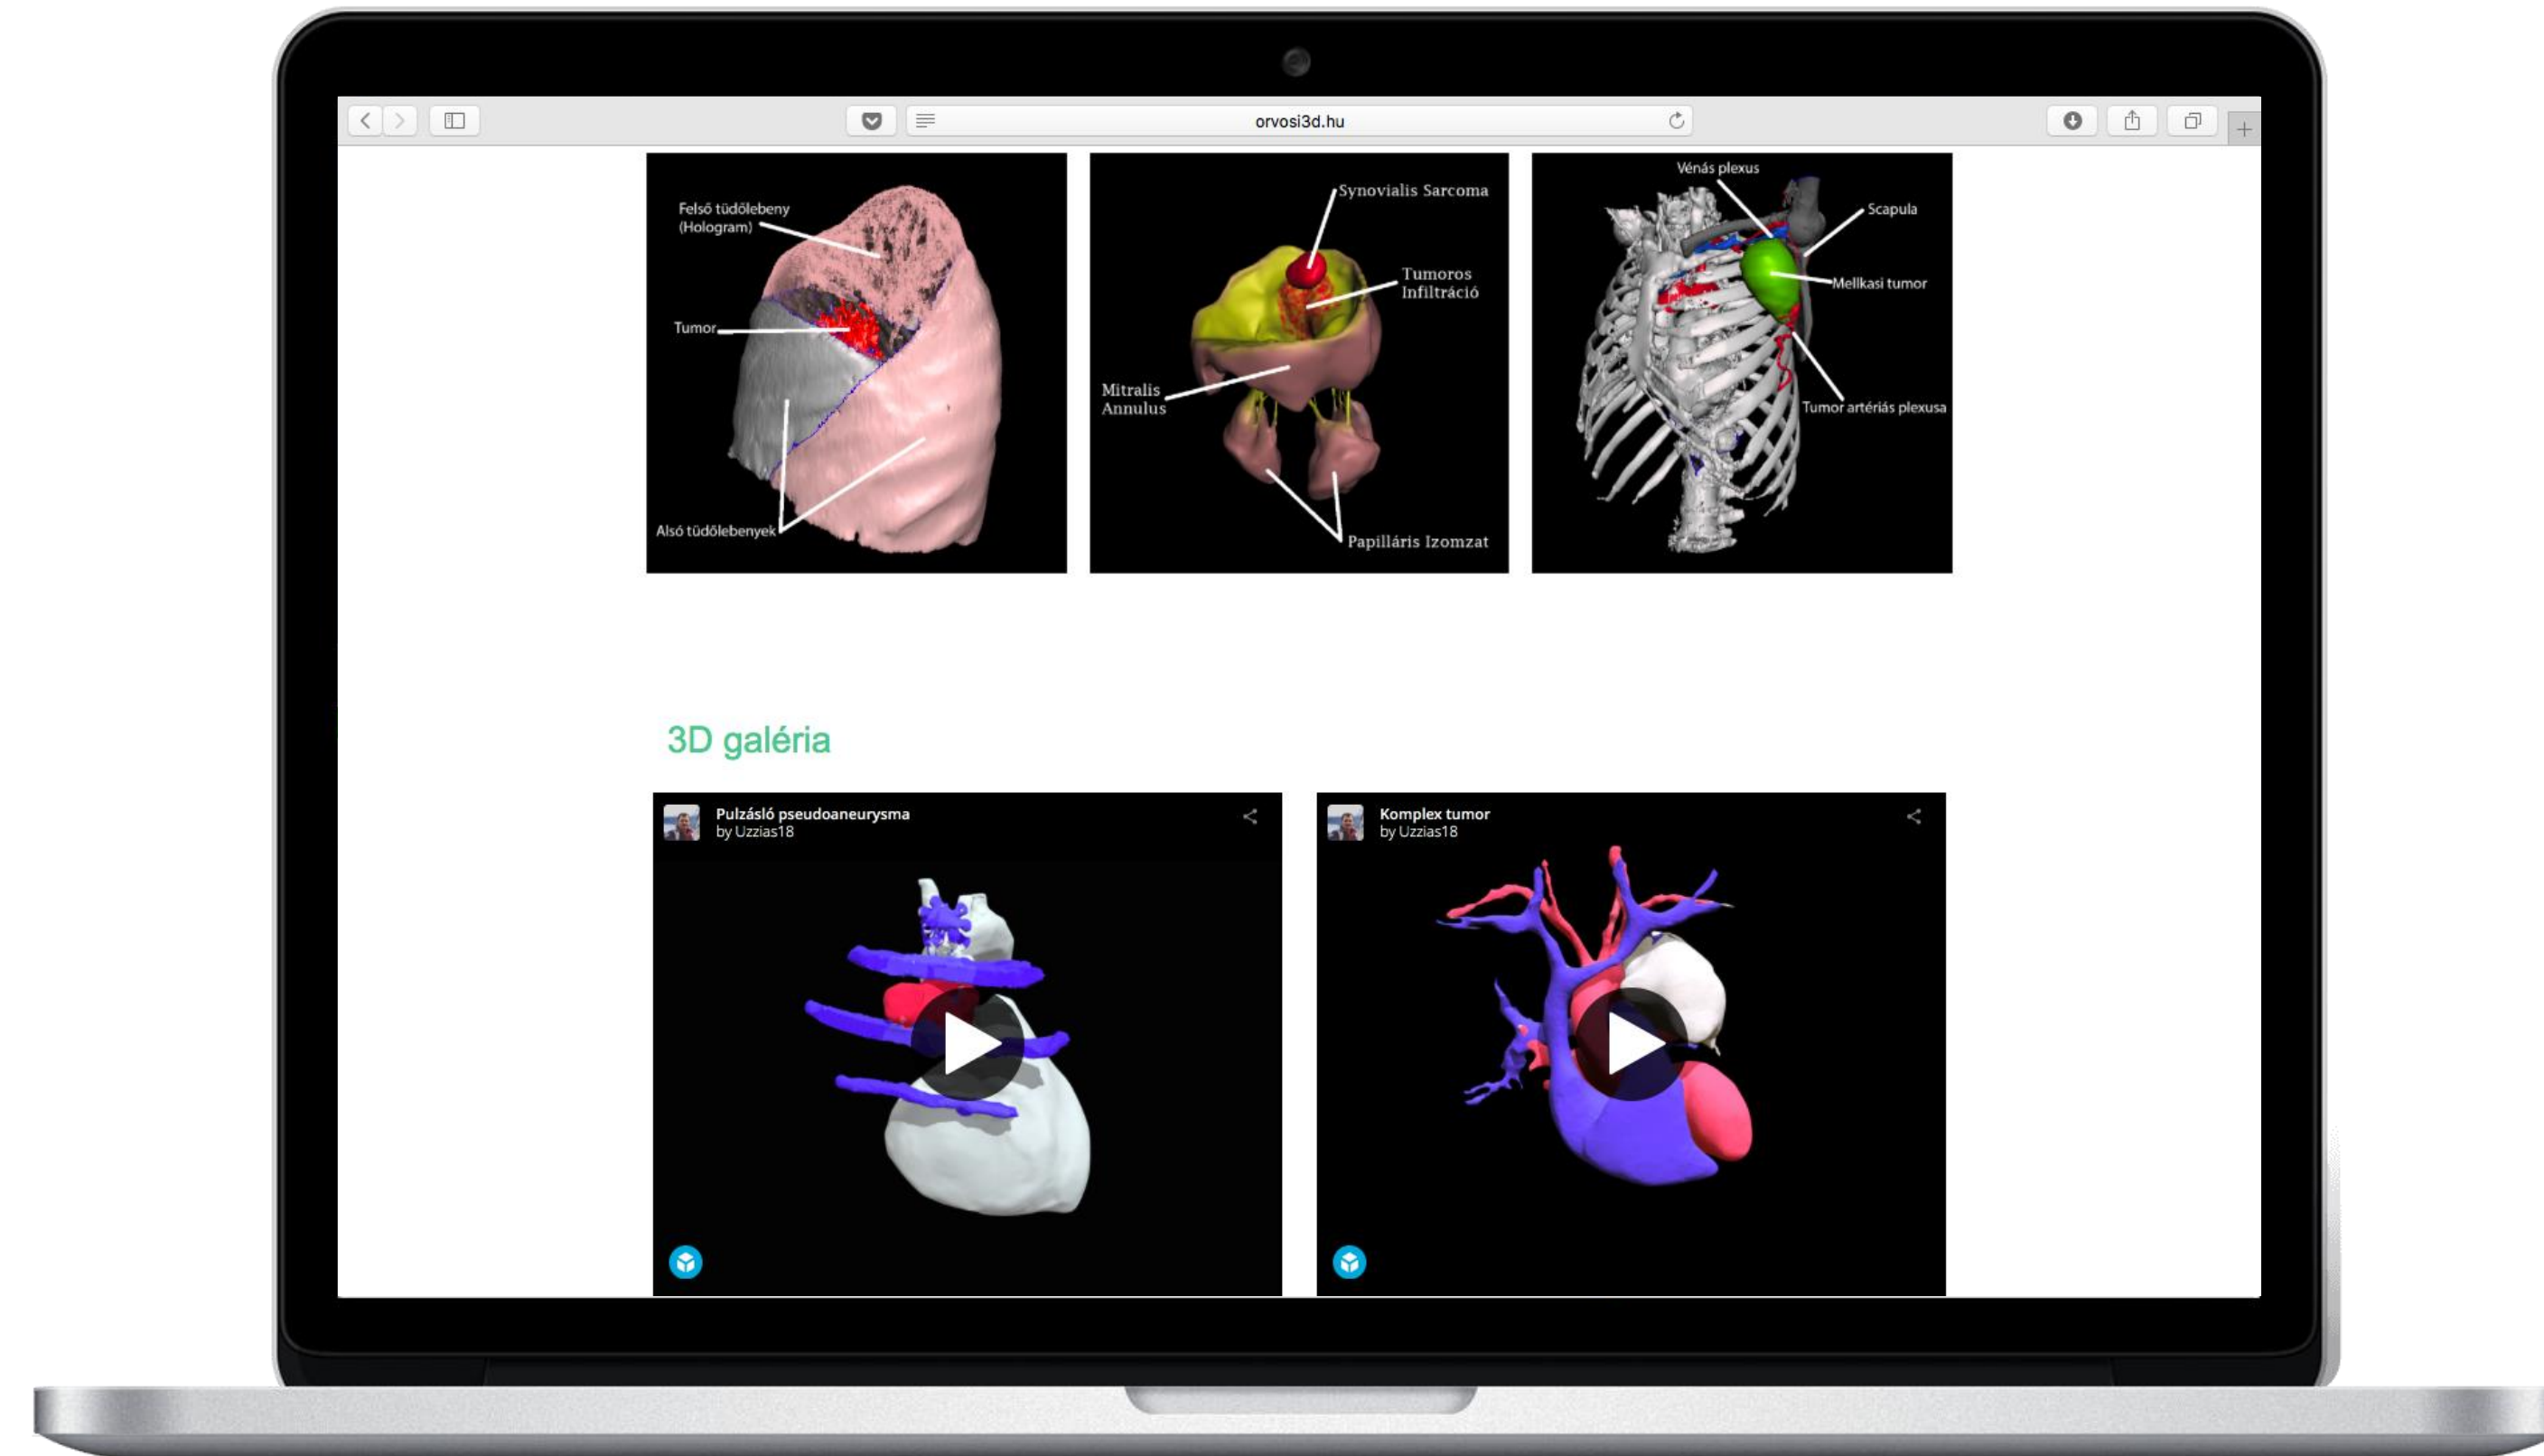 orvosi3d.hu
Felső tüdőlebeny
(Hologram)
Tumor
Alsó tüdőlebenyek
Synovialis Sarcoma
Tumoros
Infiltráció
Mitralis
Annulus
Papilláris Izomzat
Vénás plexus
Scapula
Mellkasi tumor
Tumor artériás plexusa
3D galéria
Pulzásló pseudoaneurysma
by Uzzias18
Komplex tumor
by Uzzias18